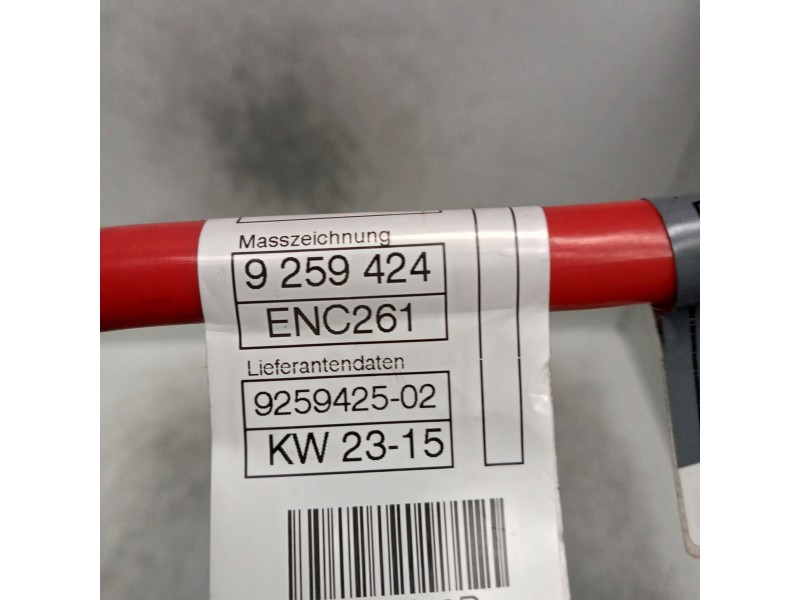 Masszeichnung
9 259 424
ENC261
Lieferantendaten
9259425-02
KW 23-15